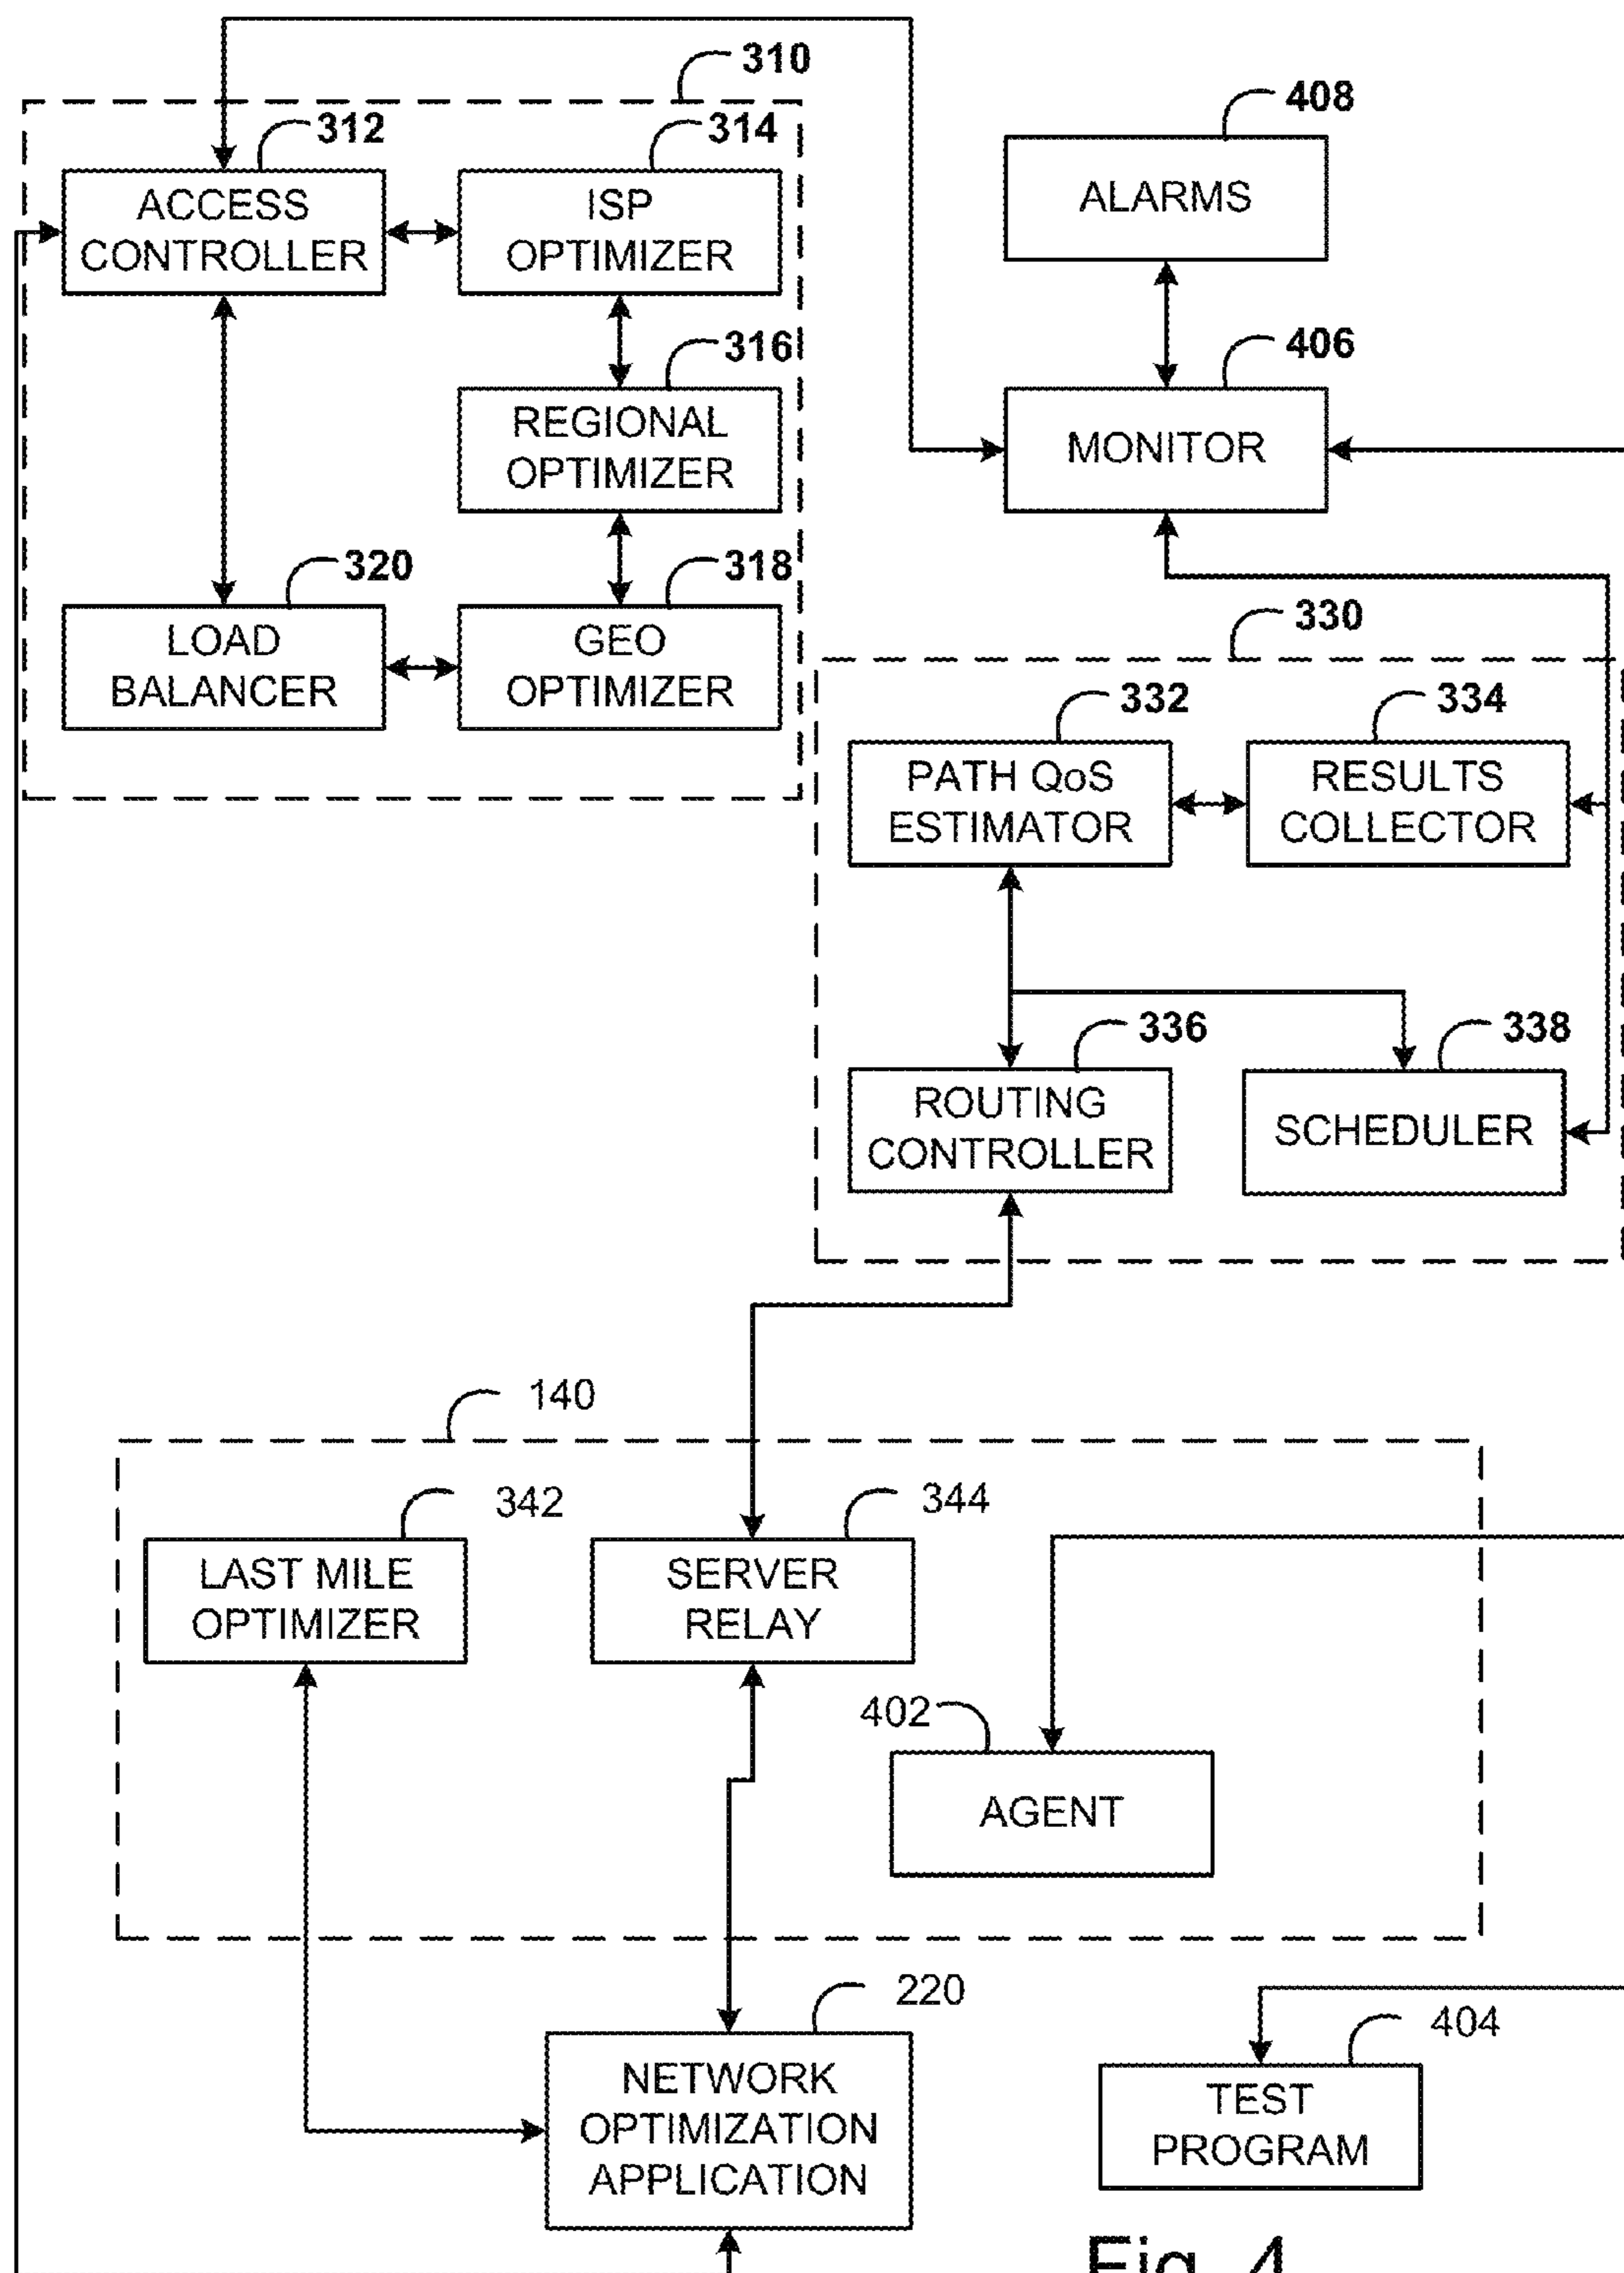 310
312
ACCESS
CONTROLLER
314
ISP
OPTIMIZER
316
REGIONAL
OPTIMIZER
320
LOAD
BALANCER
318
GEO
OPTIMIZER
408
ALARMS
406
MONITOR
330
332
PATH QoS
ESTIMATOR
334
RESULTS
COLLECTOR
336
ROUTING
CONTROLLER
338
SCHEDULER
140
342
LAST MILE
OPTIMIZER
344
SERVER
RELAY
402
AGENT
220
NETWORK
OPTIMIZATION
APPLICATION
404
TEST
PROGRAM
Fig. 4